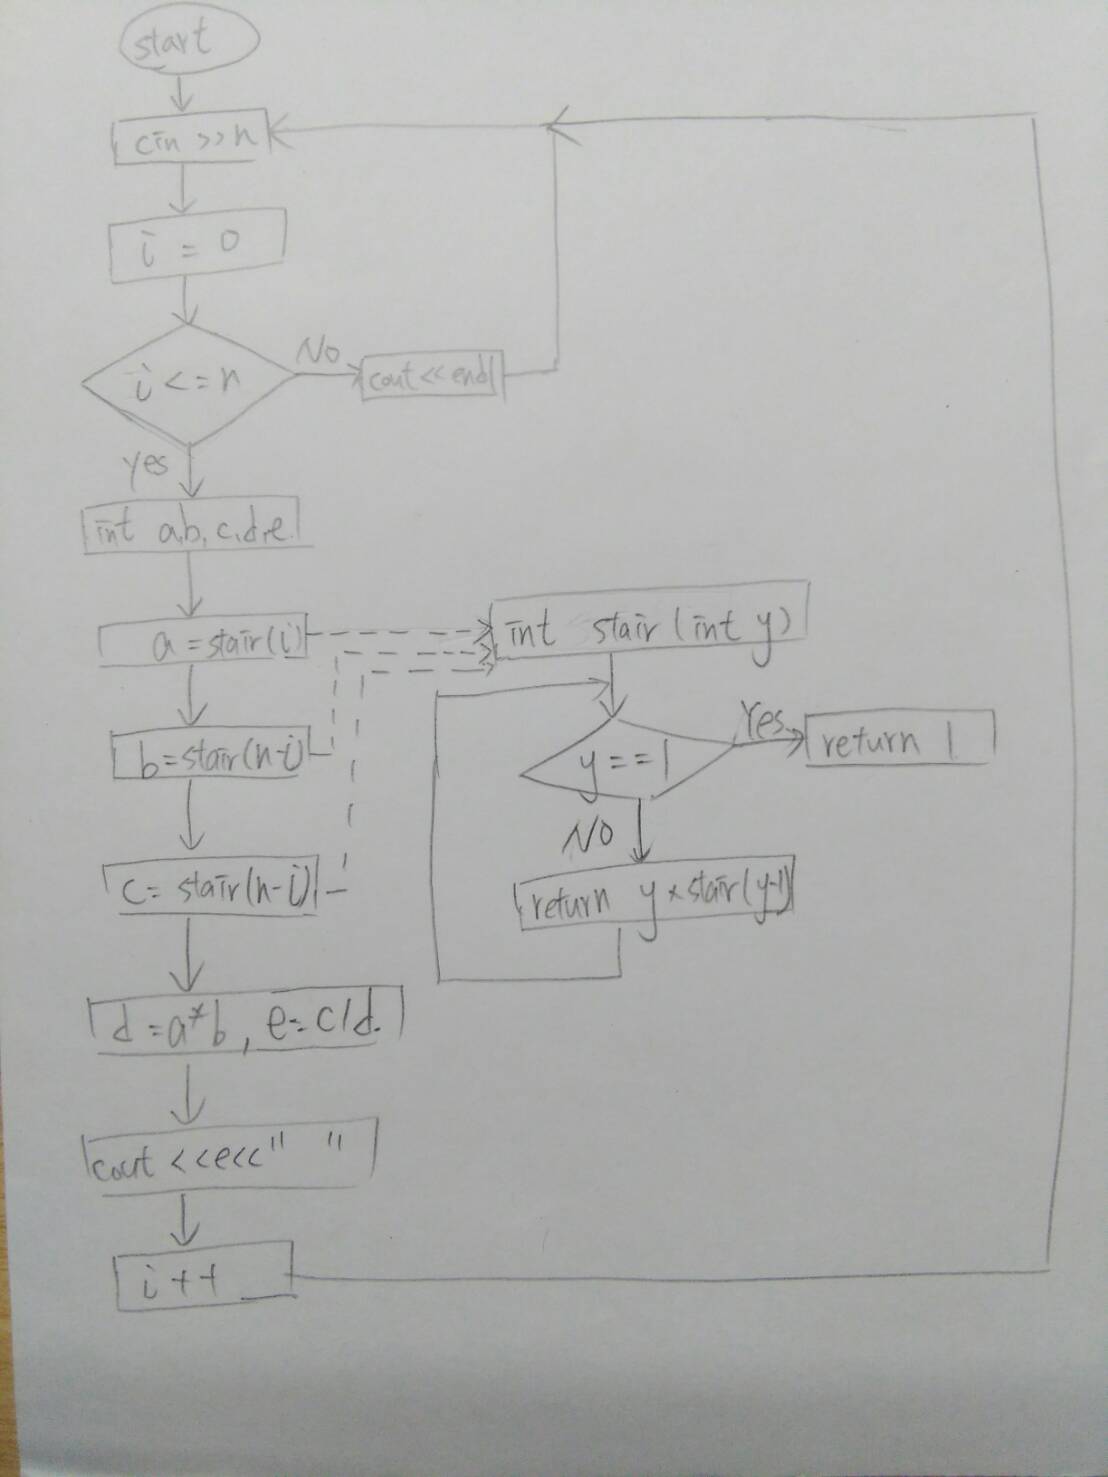 start
cin >> n
i = 0
i <= n
No
cout << endl
yes
int a,b,c,d,e.
a = stair(i)
b=stair(n-i)
c= stair(n-i)
d =a*b, e=c/d.
cout <<e<<" "
i++
int stair(int y)
y==1
Yes
return 1
NO
return y × stair(y-1)